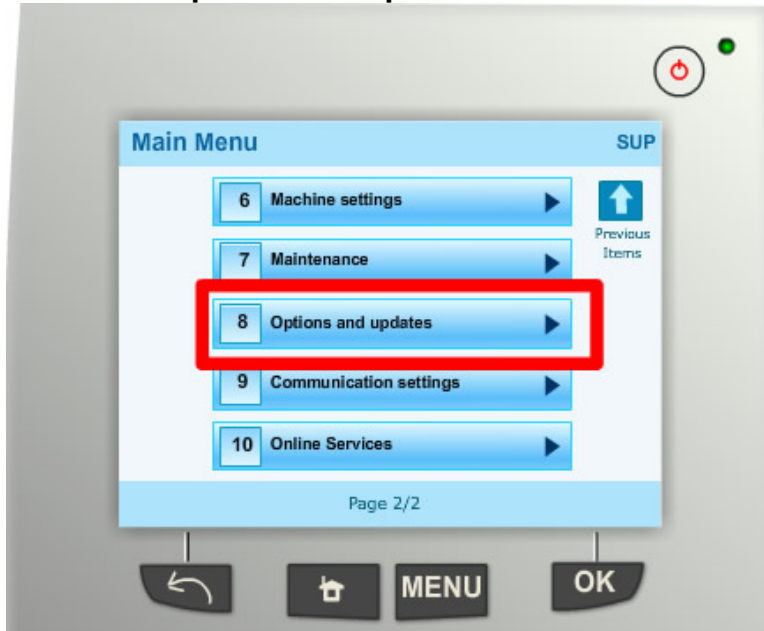 Main Menu
SUP
6 Machine settings
Previous
Items
7 Maintenance
8 Options and updates
9 Communication settings
10 Online Services
Page 2/2
MENU
OK